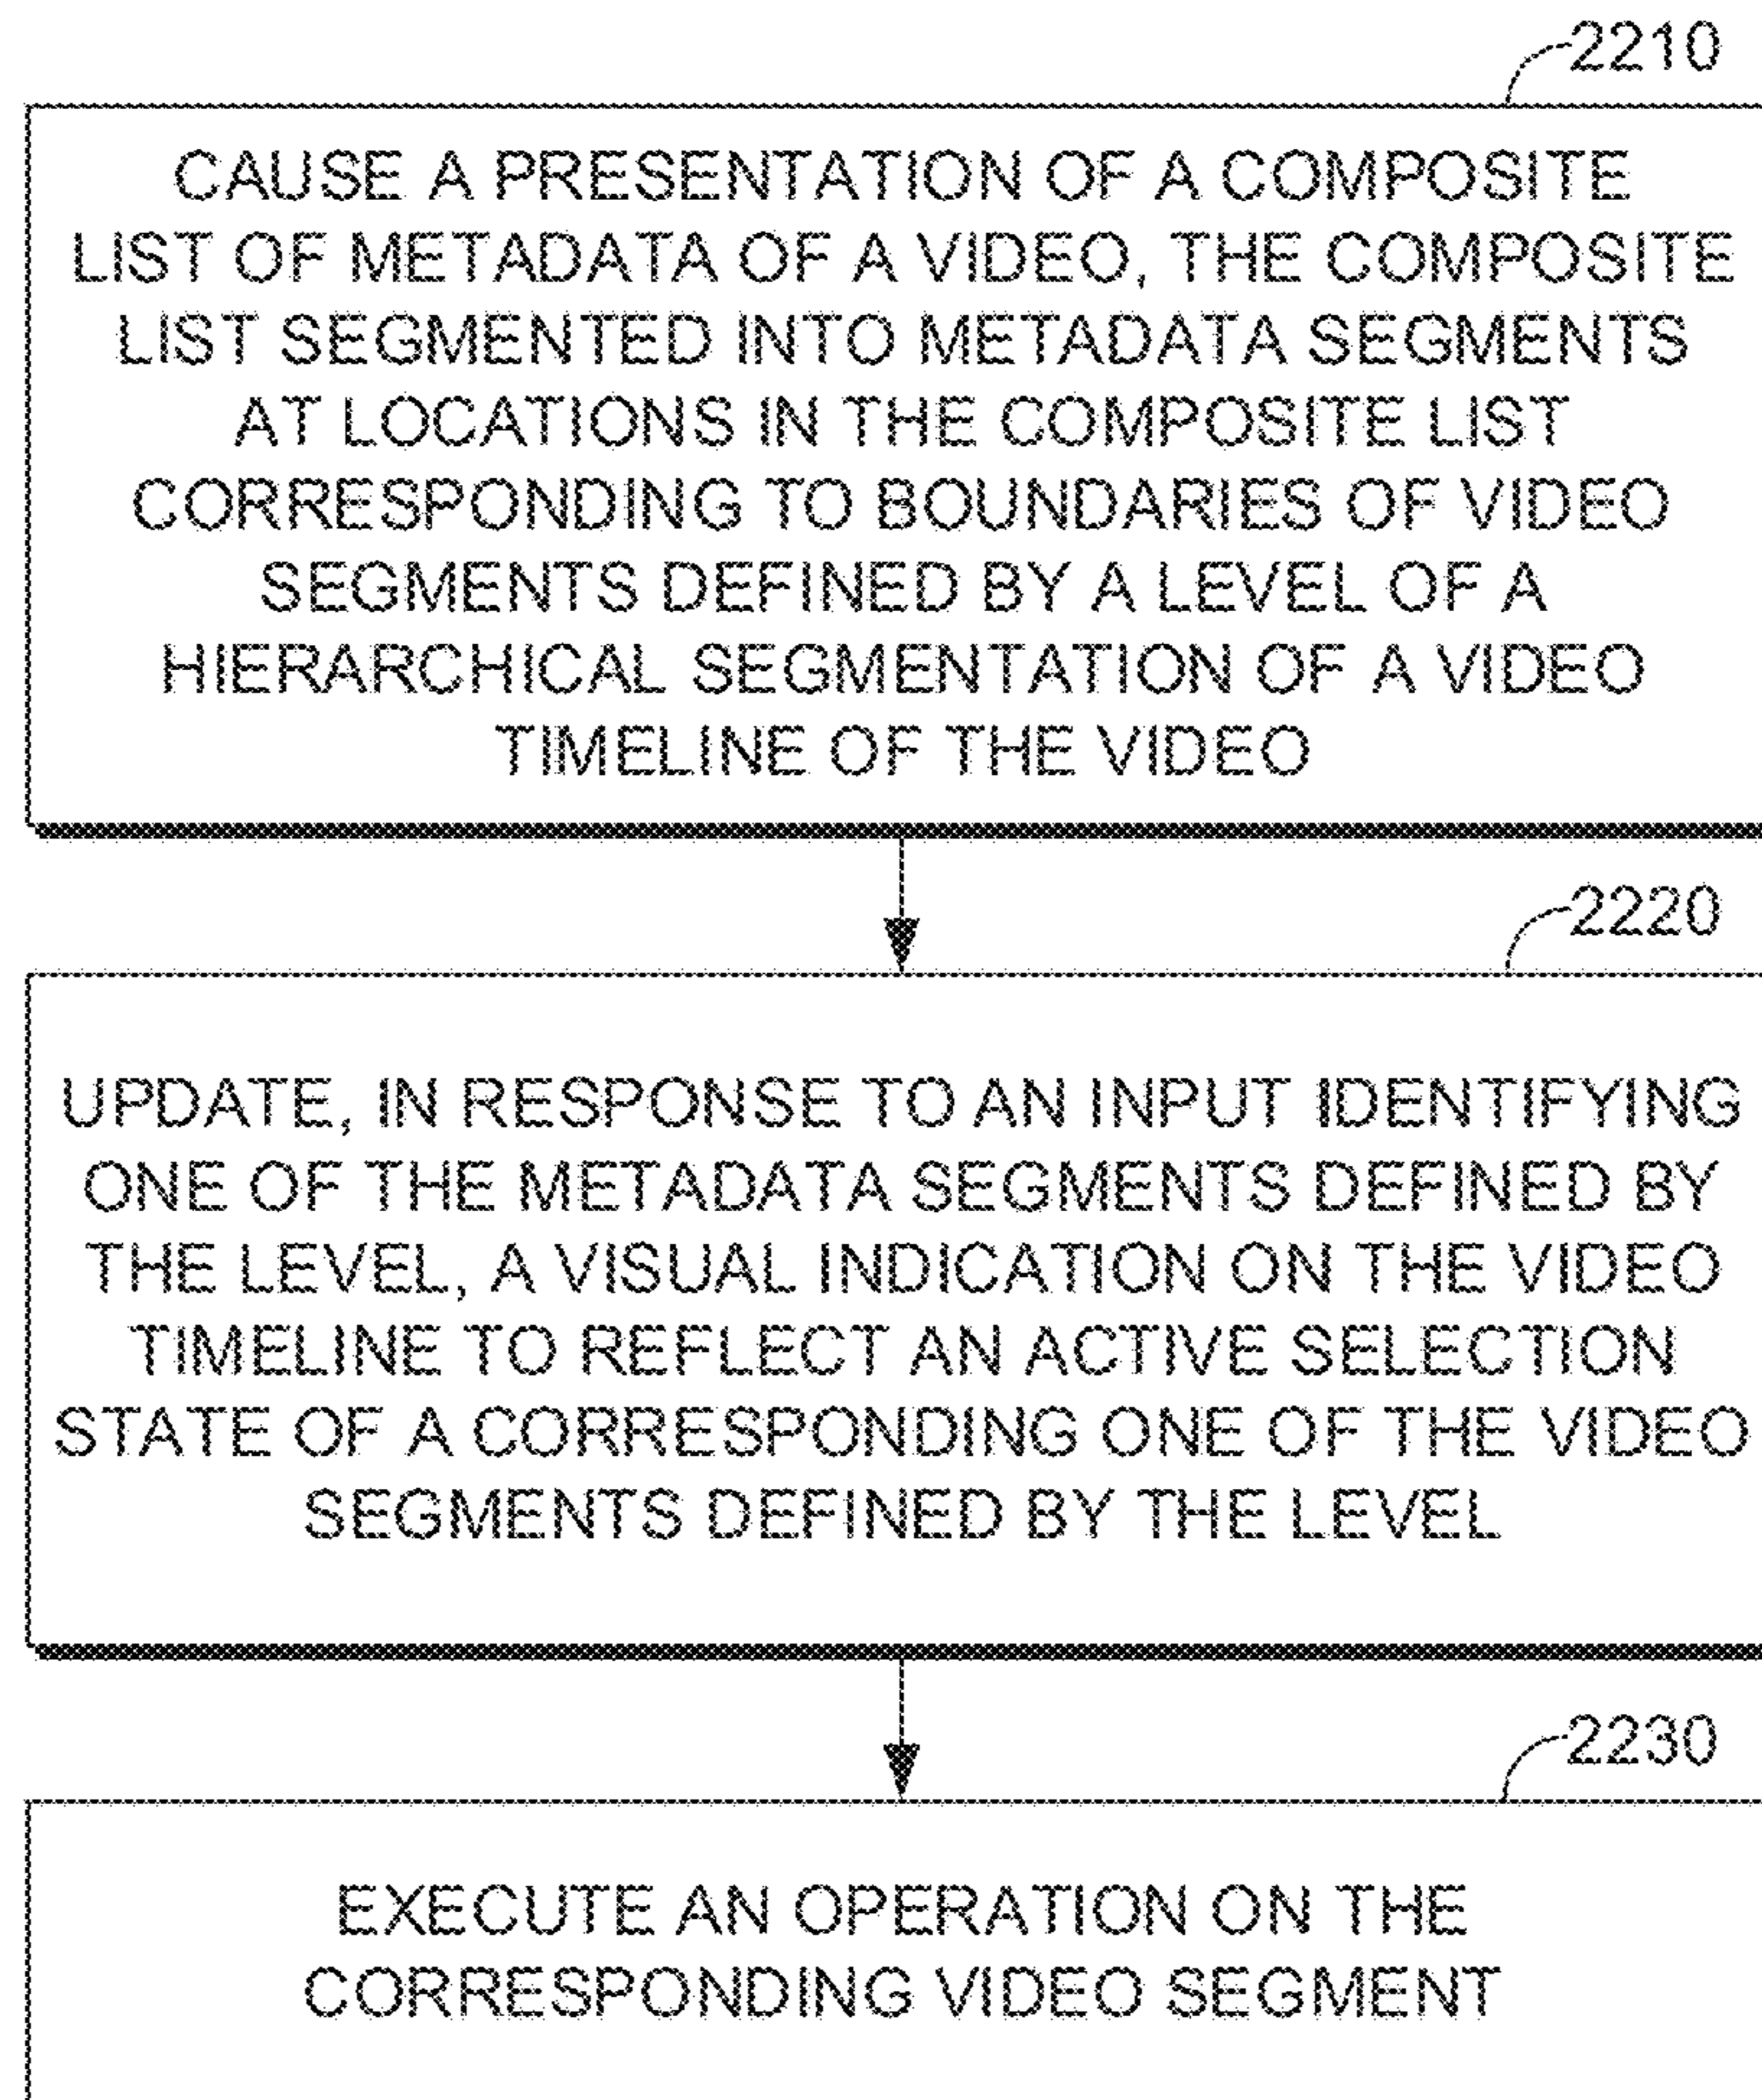 2210
CAUSE A PRESENTATION OF A COMPOSITE
LIST OF METADATA OF A VIDEO, THE COMPOSITE
LIST SEGMENTED INTO METADATA SEGMENTS
AT LOCATIONS IN THE COMPOSITE LIST
CORRESPONDING TO BOUNDARIES OF VIDEO
SEGMENTS DEFINED BY A LEVEL OF A
HIERARCHICAL SEGMENTATION OF A VIDEO
TIMELINE OF THE VIDEO
2220
UPDATE, IN RESPONSE TO AN INPUT IDENTIFYING
ONE OF THE METADATA SEGMENTS DEFINED BY
THE LEVEL, A VISUAL INDICATION ON THE VIDEO
TIMELINE TO REFLECT AN ACTIVE SELECTION
STATE OF A CORRESPONDING ONE OF THE VIDEO
SEGMENTS DEFINED BY THE LEVEL
2230
EXECUTE AN OPERATION ON THE
CORRESPONDING VIDEO SEGMENT